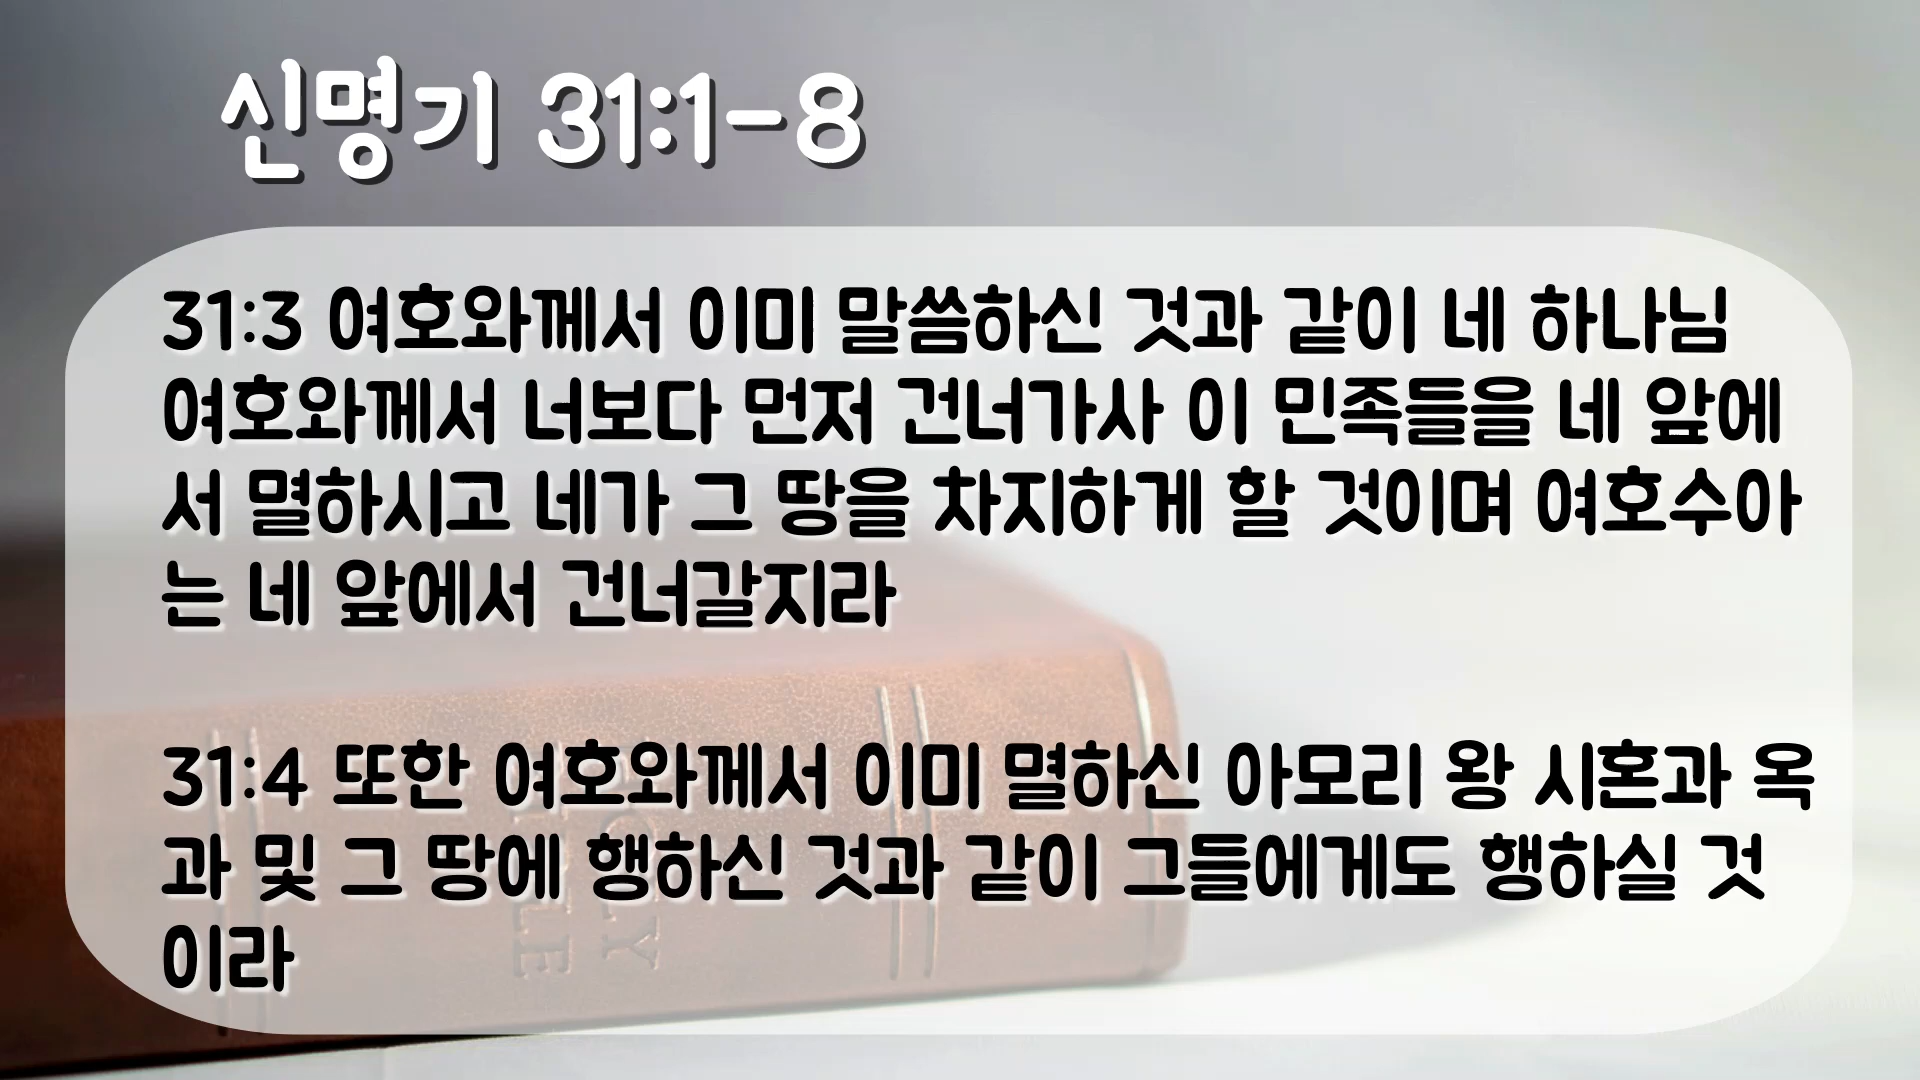 신명기 31:1-8
31:3 여호와께서 이미 말씀하신 것과 같이 네 하나님
여호와께서 너보다 먼저 건너가사 이 민족들을 네 앞에
서 멸하시고 네가 그 땅을 차지하게 할 것이며 여호수아
는 네 앞에서 건너갈지라
31:4 또한 여호와께서 이미 멸하신 아모리 왕 시혼과 옥
과 및 그 땅에 행하신 것과 같이 그들에게도 행하실 것
이라
HOLY
BIBLE